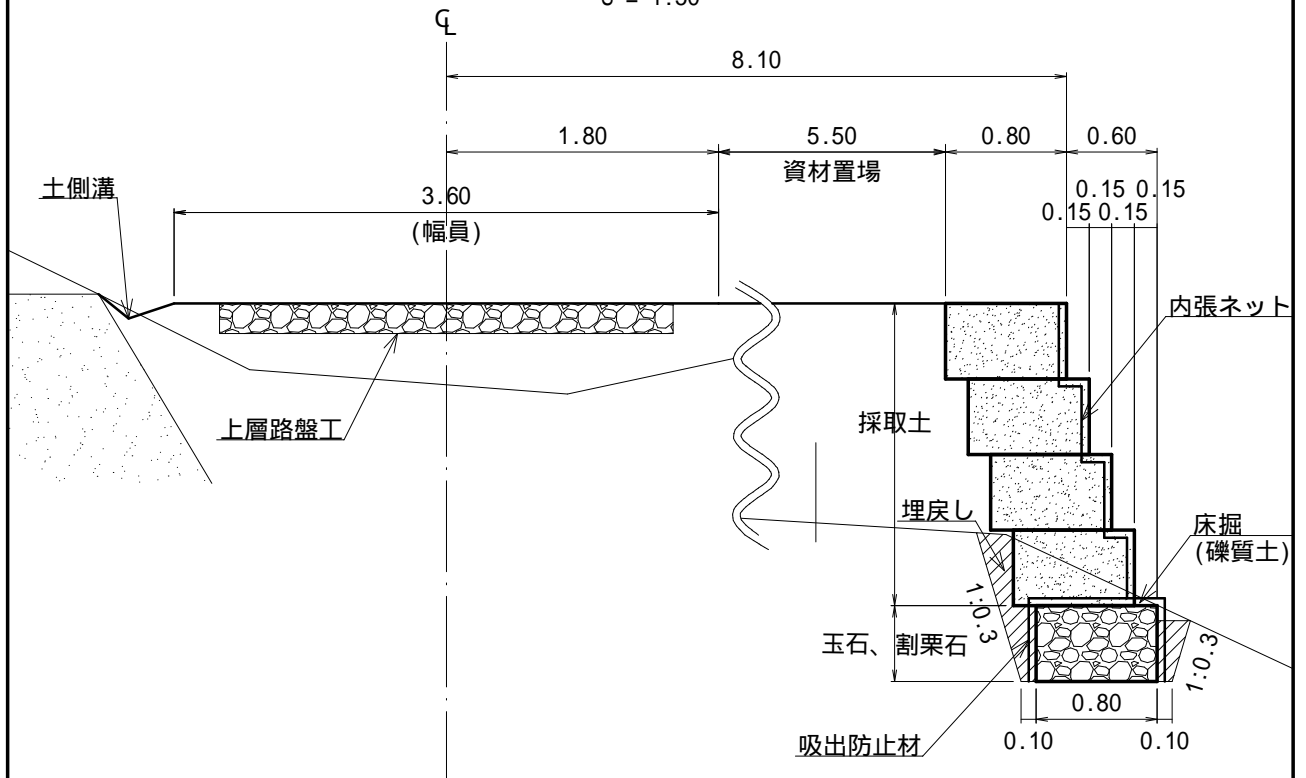 ℄
8.10
1.80
5.50
0.80
0.60
資材置場
土側溝
3.60
(幅員)
0.15
0.15
0.15
0.15
内張ネット
上層路盤工
採取土
埋戻し
床掘
(礫質土)
1:0.3
玉石、割栗石
1:0.3
0.80
吸出防止材
0.10
0.10